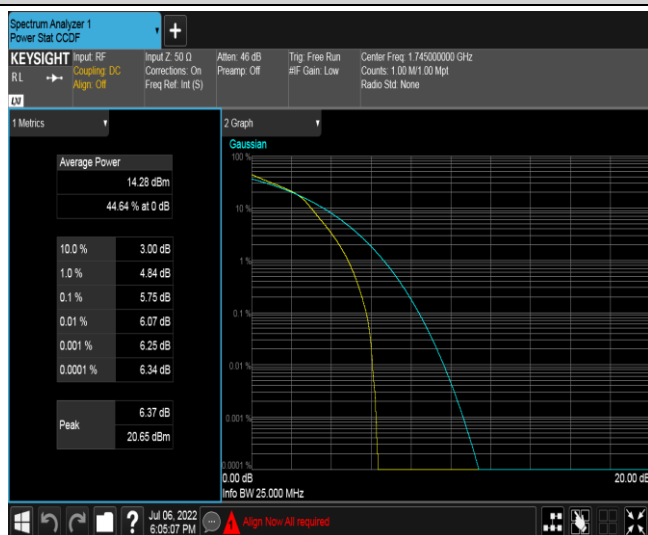 Spectrum Analyzer 1
Power Stat CCDF
+
KEYSIGHT
R L
Input: RF
Coupling: DC
Align: Off
Input Z: 50 Ω
Corrections: On
Freq Ref: Int (S)
Atten: 46 dB
Preamp: Off
Trig: Free Run
#IF Gain: Low
Center Freq: 1.745000000 GHz
Counts: 1.00 M/1.00 Mpt
Radio Std: None
LXI
1 Metrics
Average Power
14.28 dBm
44.64 % at 0 dB
10.0 % 3.00 dB
1.0 % 4.84 dB
0.1 % 5.75 dB
0.01 % 6.07 dB
0.001 % 6.25 dB
0.0001 % 6.34 dB
Peak
6.37 dB
20.65 dBm
2 Graph
Gaussian
100 %
10 %
1 %
0.1 %
0.01 %
0.001 %
0.0001 %
0.00 dB 20.00 dB
Info BW 25.000 MHz
?
Jul 06, 2022
6:05:07 PM
Align Now All required